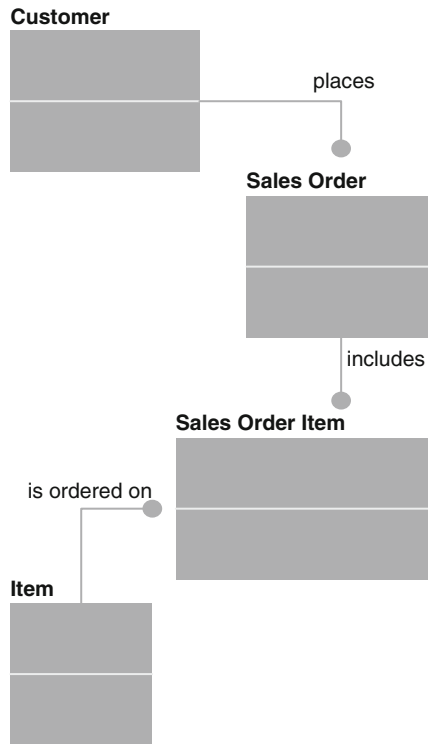 Customer
places
Sales Order
includes
Sales Order Item
is ordered on
Item